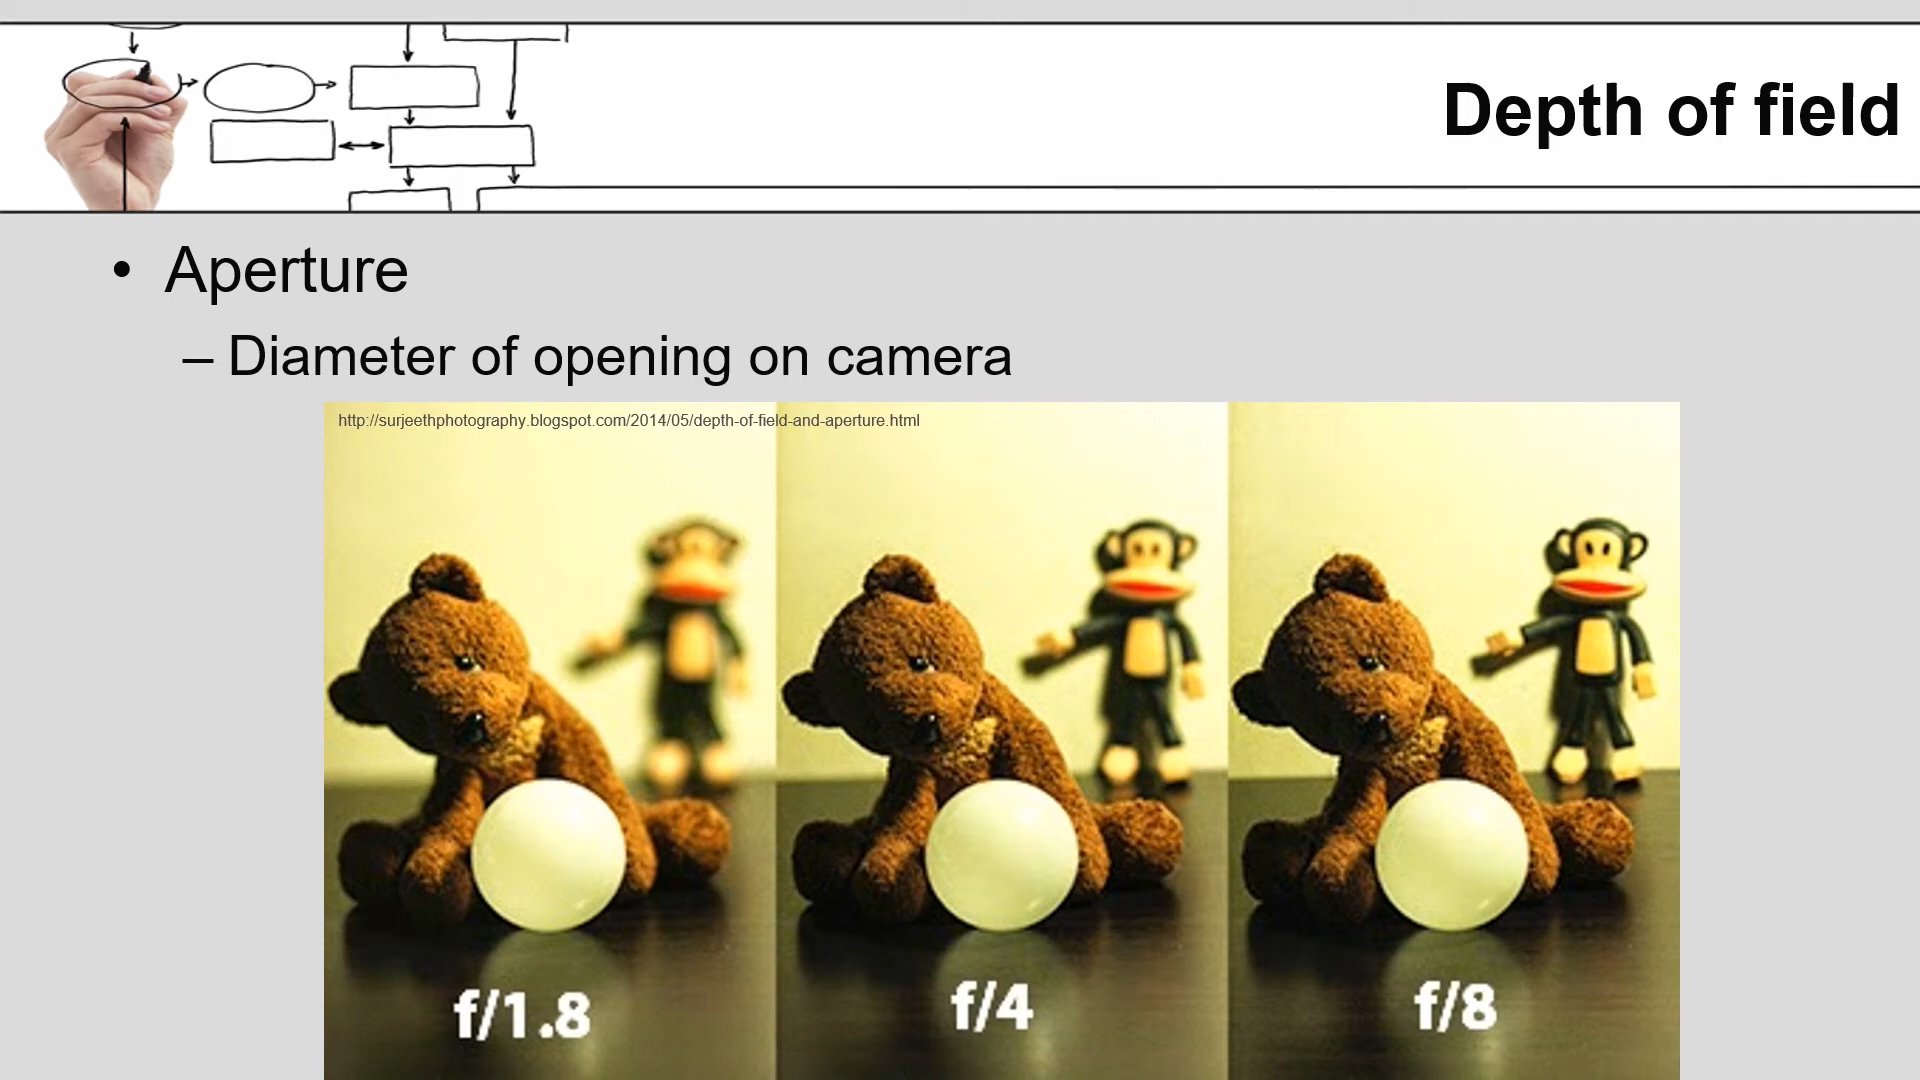 Depth of field
• Aperture
– Diameter of opening on camera
http://surjeethphotography.blogspot.com/2014/05/depth-of-field-and-aperture.html
f/1.8
f/4
f/8